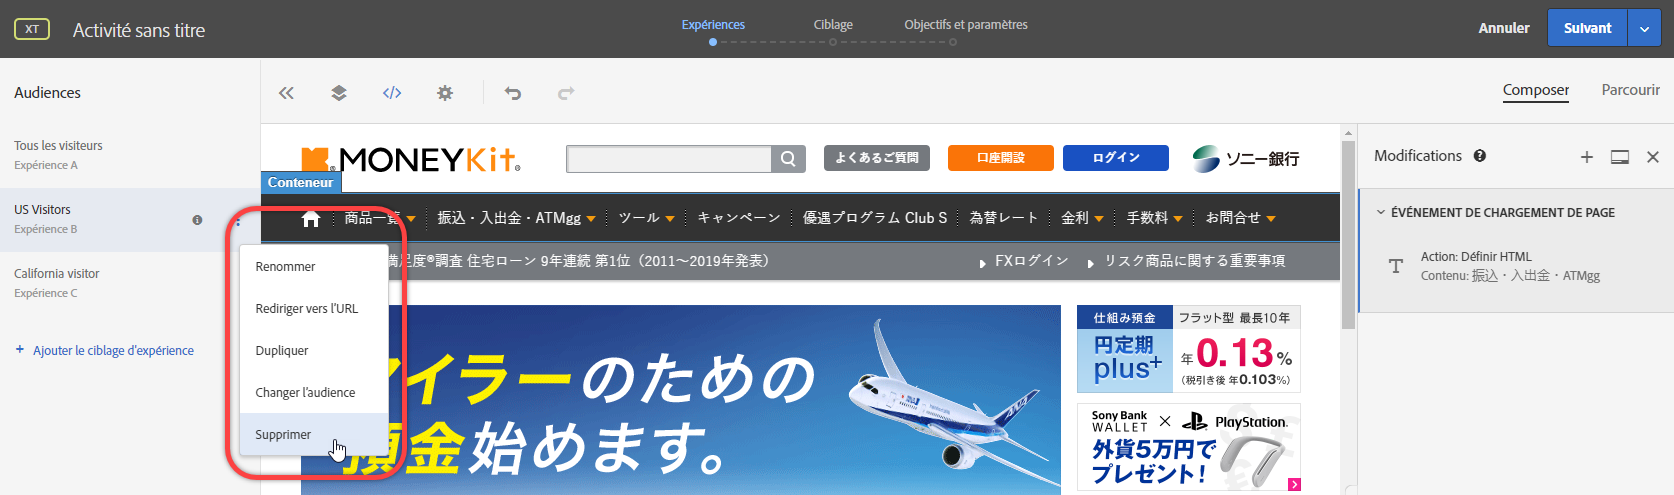 XT
Activité sans titre
Expériences
Ciblage
Objectifs et paramètres
Annuler
Suivant
Audiences
Composer
Parcourir
Tous les visiteurs
Expérience A
US Visitors
Expérience B
California visitor
Expérience C
+ Ajouter le ciblage d'expérience
Renommer
Rediriger vers l'URL
Dupliquer
Changer l'audience
Supprimer
MONEYKit
よくあるご質問
口座開設
ログイン
ソニー銀行
Conteneur
商品一覧
振込・入出金・ATMgg
ツール
キャンペーン
優遇プログラム Club S
為替レート
金利
手数料
お問合せ
満足度®調査 住宅ローン 9年連続 第1位（2011～2019年発表）
FXログイン
リスク商品に関する重要事項
イラーのための
預金始めます。
ANA
仕組み預金
フラット型 最長10年
円定期
plus+
年0.13%
（税引き後 年0.103%）
Sony Bank
WALLET
×
PlayStation.
外貨5万円で
プレゼント！
Modifications
ÉVÉNEMENT DE CHARGEMENT DE PAGE
Action: Définir HTML
Contenu: 振込・入出金・ATMgg